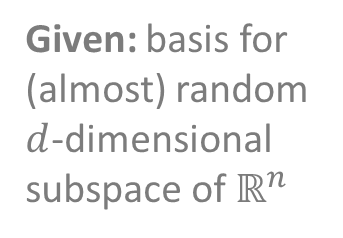 Given: basis for
(almost) random
d-dimensional
subspace of ℝⁿ